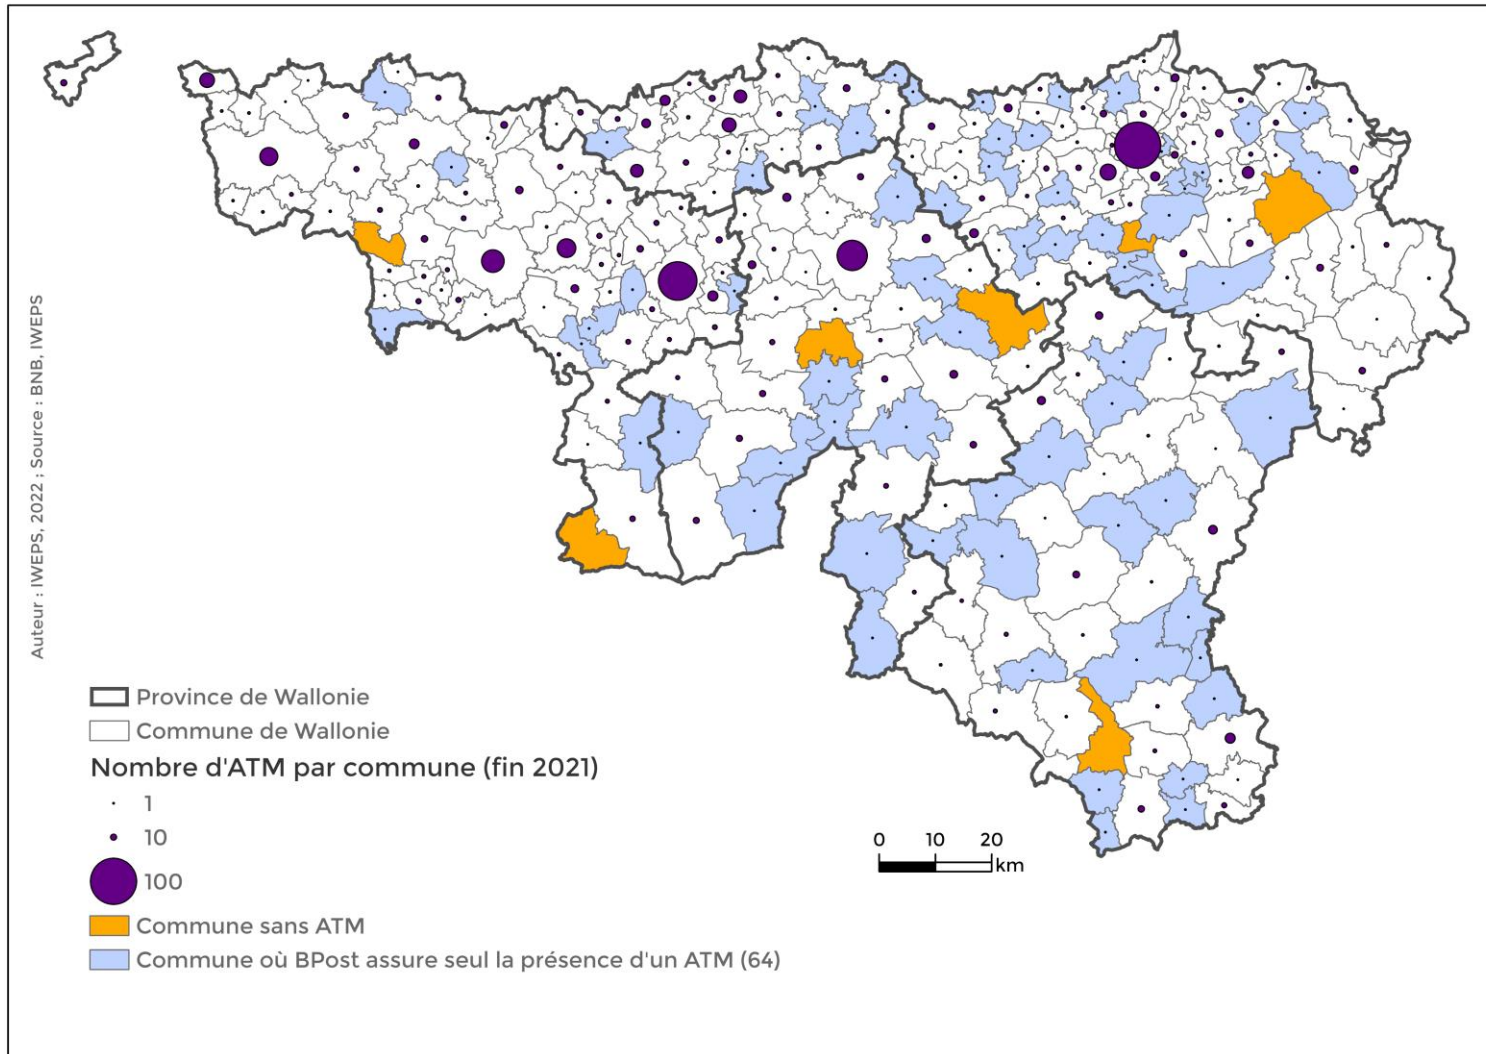 Auteur : IWEPS, 2022 ; Source : BNB, IWEPS
Province de Wallonie
Commune de Wallonie
Nombre d'ATM par commune (fin 2021)
1
10
100
Commune sans ATM
Commune où BPost assure seul la présence d'un ATM (64)
0 10 20
km